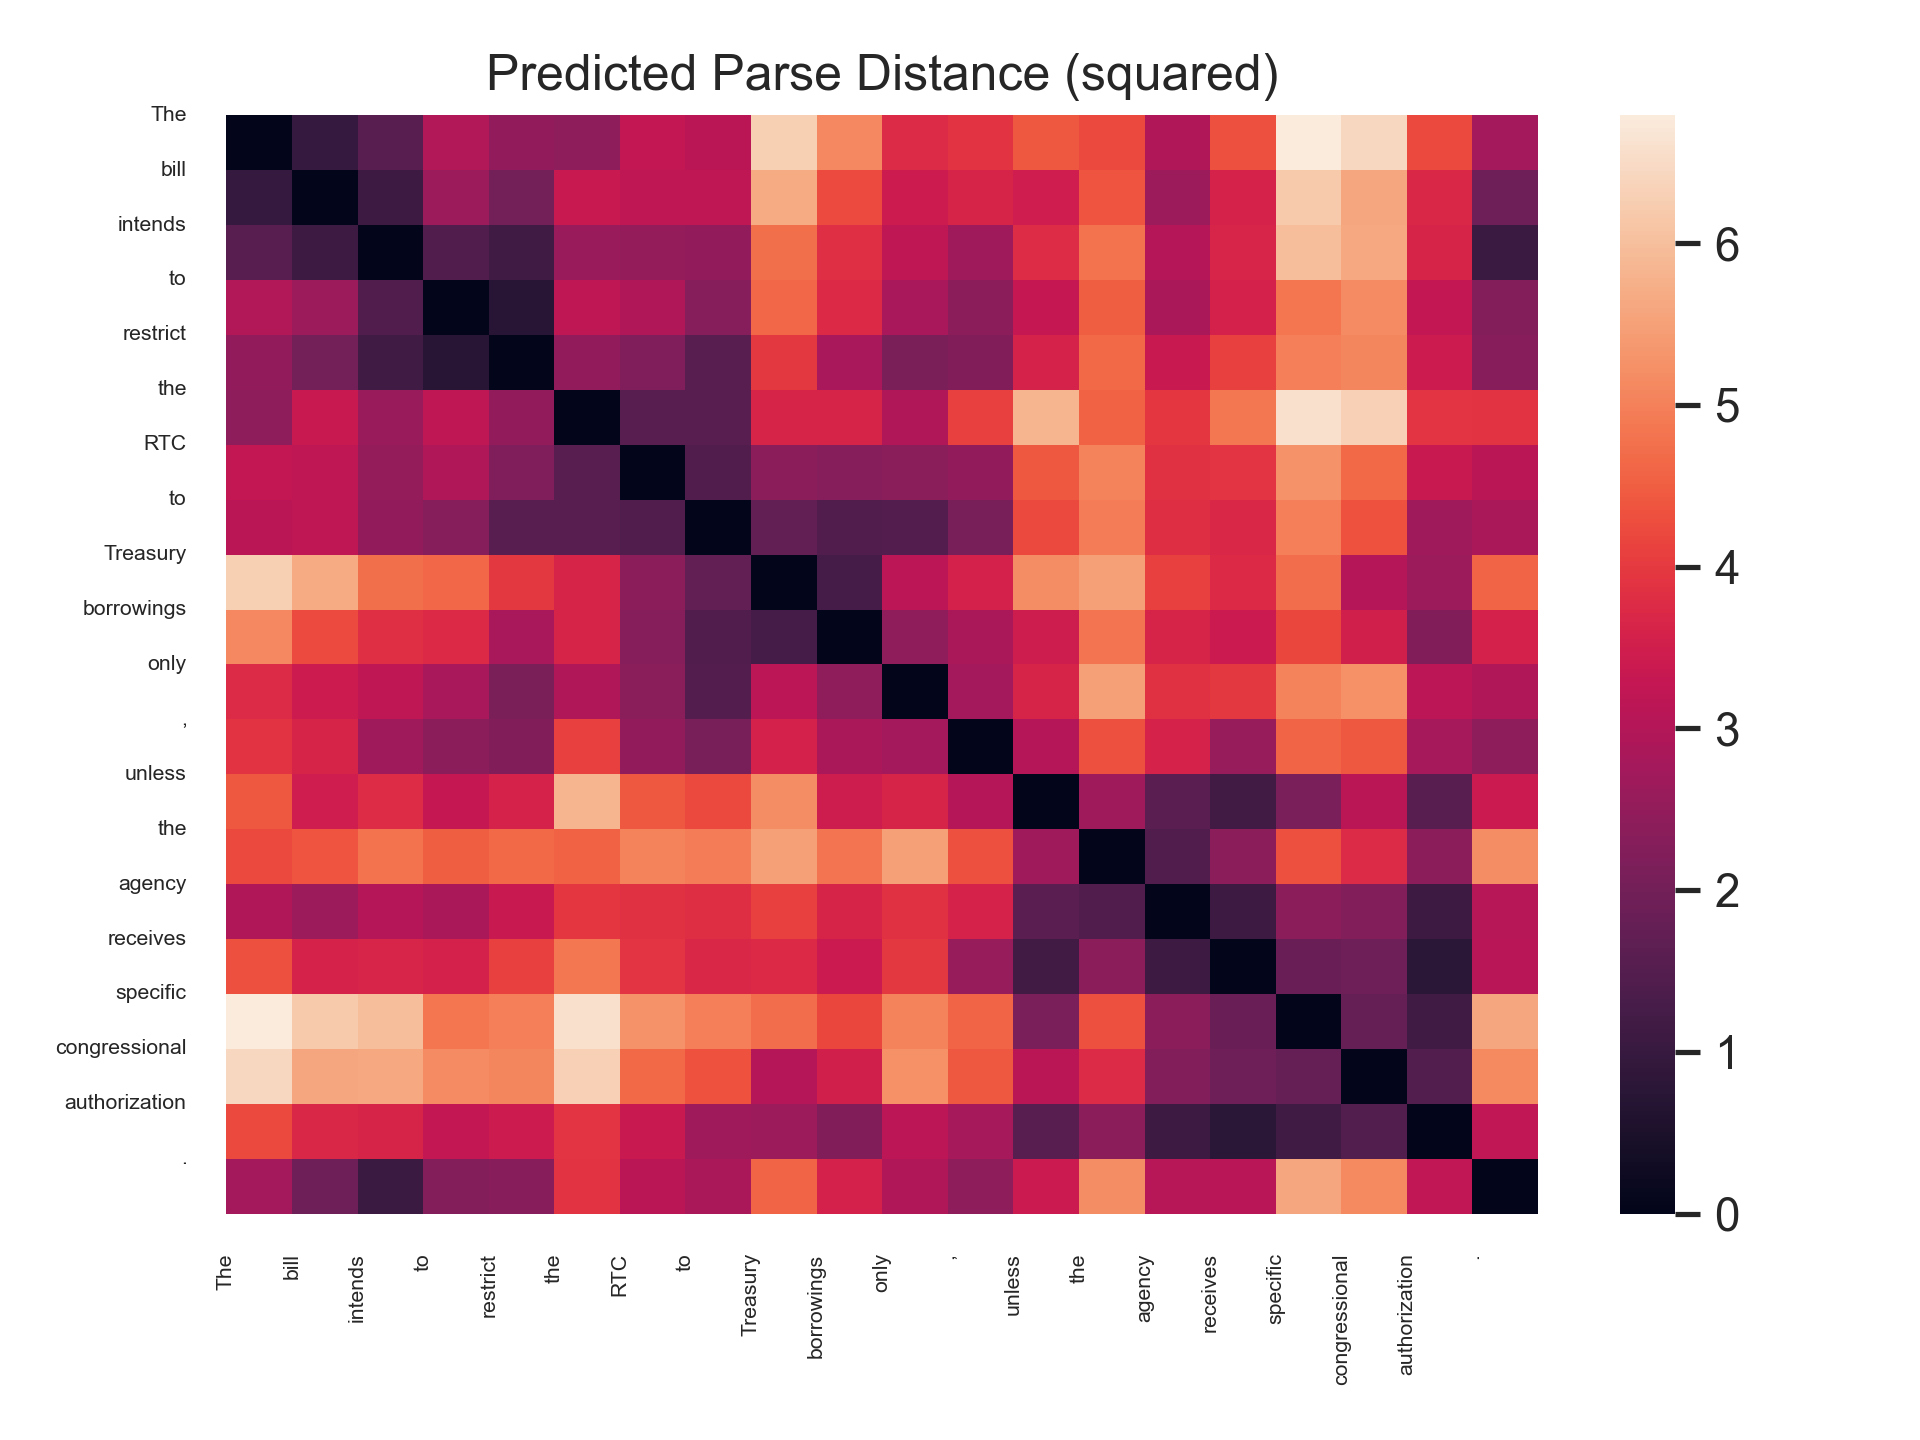 Predicted Parse Distance (squared)
The
bill
intends
to
restrict
the
RTC
to
Treasury
borrowings
only
,
unless
the
agency
receives
specific
congressional
authorization
.
6
5
4
3
2
1
0
The
bill
intends
to
restrict
the
RTC
to
Treasury
borrowings
only
,
unless
the
agency
receives
specific
congressional
authorization
.